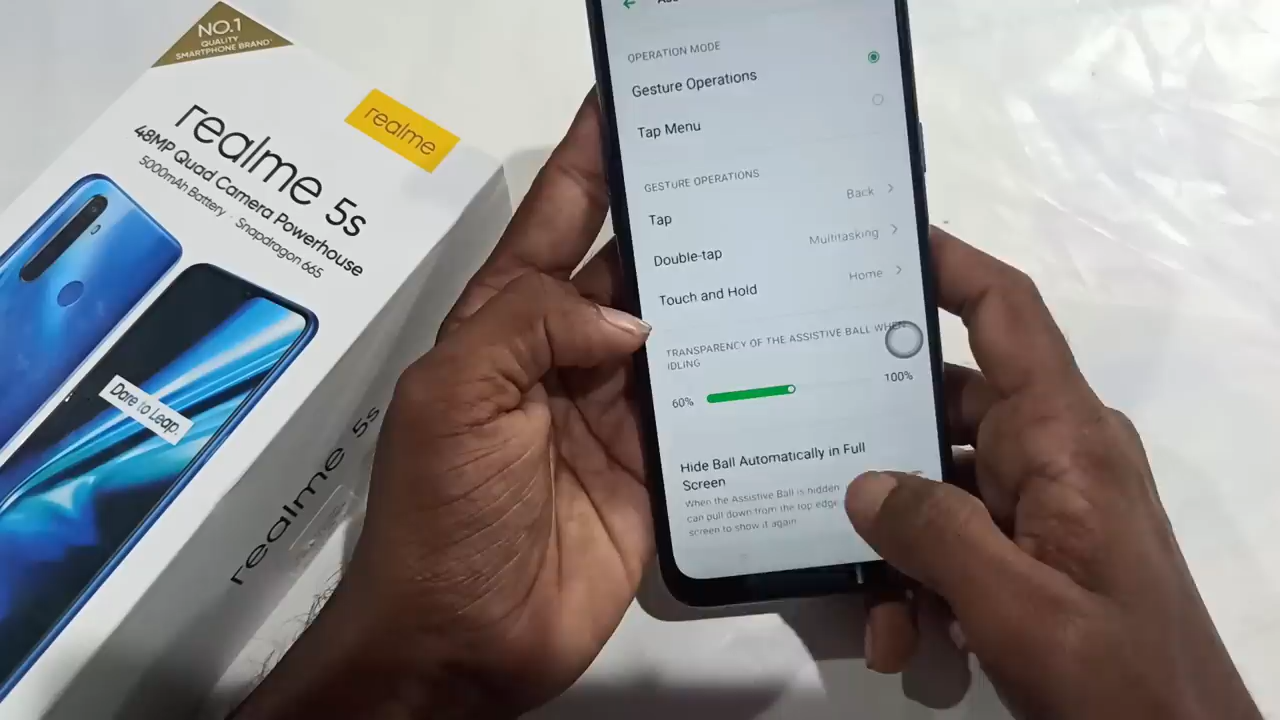 NO.1
QUALITY
SMARTPHONE BRAND*
realme
realme 5s
48MP Quad Camera Powerhouse
5000mAh Battery · Snapdragon 665
Dare to Leap.
realme 5s
OPERATION MODE
Gesture Operations
Tap Menu
GESTURE OPERATIONS
Tap Back
Double-tap Multitasking
Touch and Hold Home
TRANSPARENCY OF THE ASSISTIVE BALL WHEN
IDLING
60% 100%
Hide Ball Automatically in Full
Screen
When the Assistive Ball is hidden
can pull down from the top edge
screen to show it again